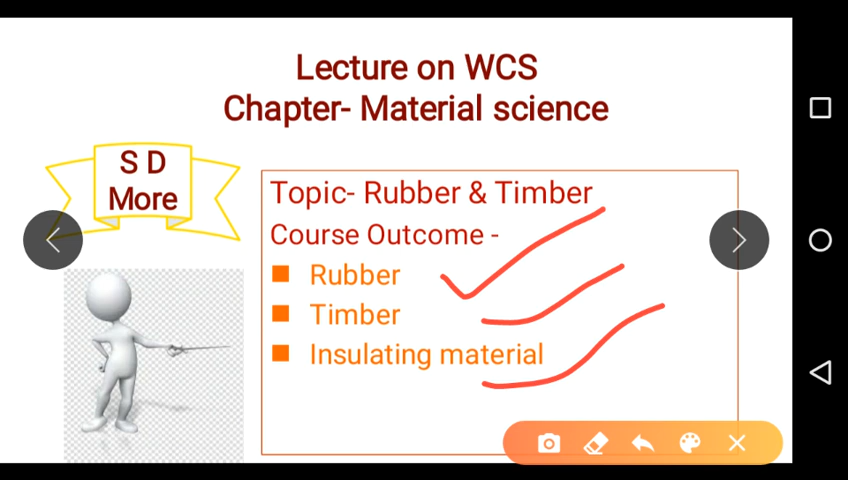 Lecture on WCS
Chapter- Material science
S D
More
Topic- Rubber & Timber
Course Outcome -
Rubber
Timber
Insulating material